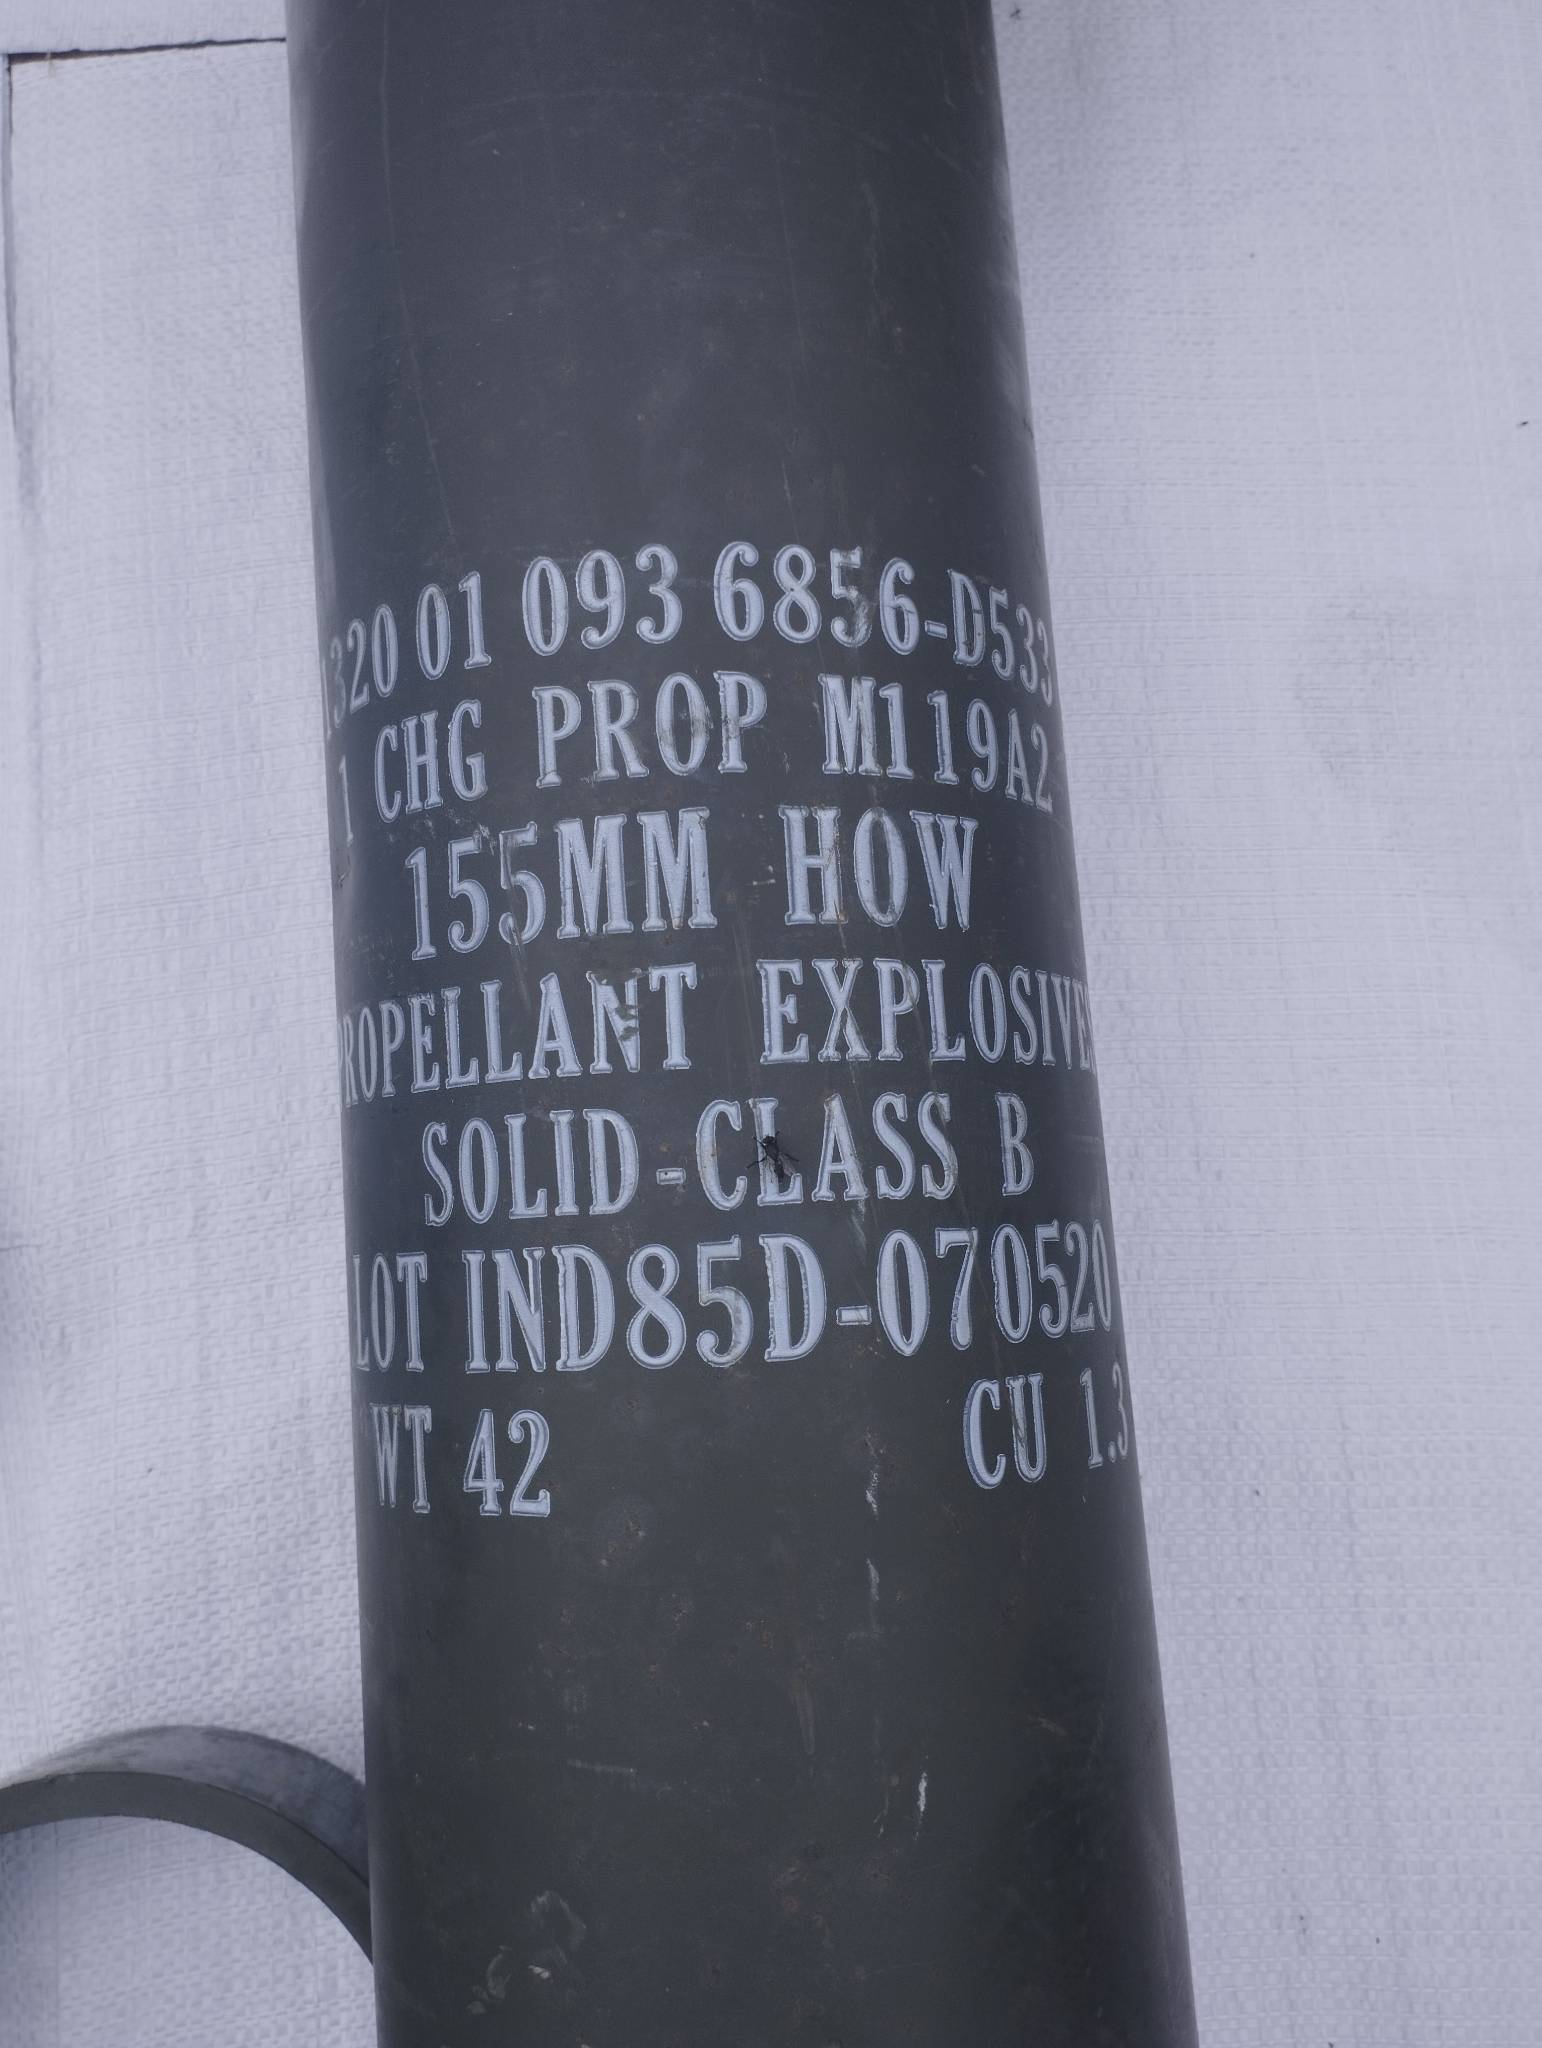 1320 01 093 6856-D533
1 CHG PROP M119A2
155MM HOW
PROPELLANT EXPLOSIVE
SOLID-CLASS B
LOT IND85D-070520
WT 42 CU 1.3